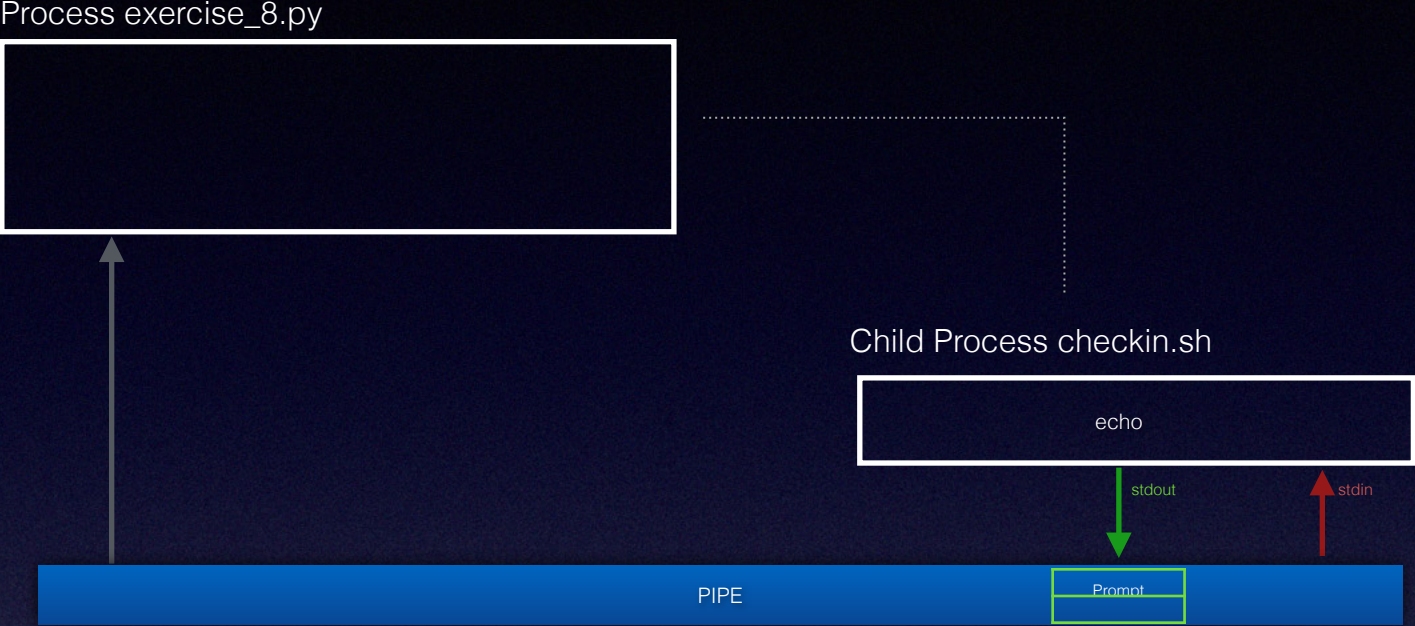 Process exercise_8.py
Child Process checkin.sh
echo
stdout
stdin
PIPE
Prompt